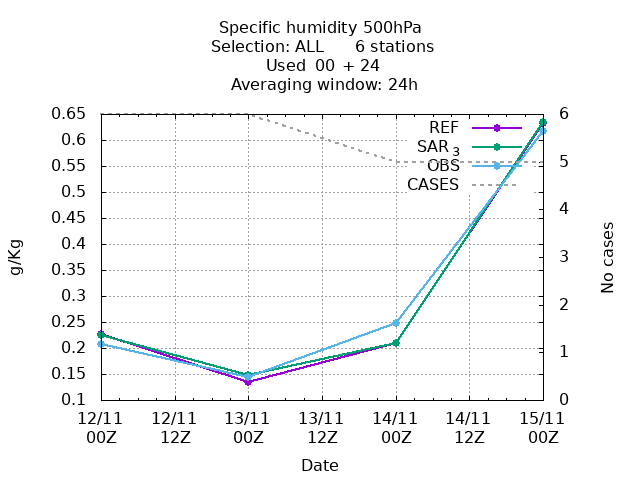 Specific humidity 500hPa
Selection: ALL 6 stations
Used 00 + 24
Averaging window: 24h
0.65
0.6
0.55
0.5
0.45
0.4
0.35
0.3
0.25
0.2
0.15
0.1
g/Kg
REF
SAR3
OBS
CASES
6
5
4
3
2
1
0
No cases
12/11 12/11 13/11 13/11 14/11 14/11 15/11
00Z 12Z 00Z 12Z 00Z 12Z 00Z
Date